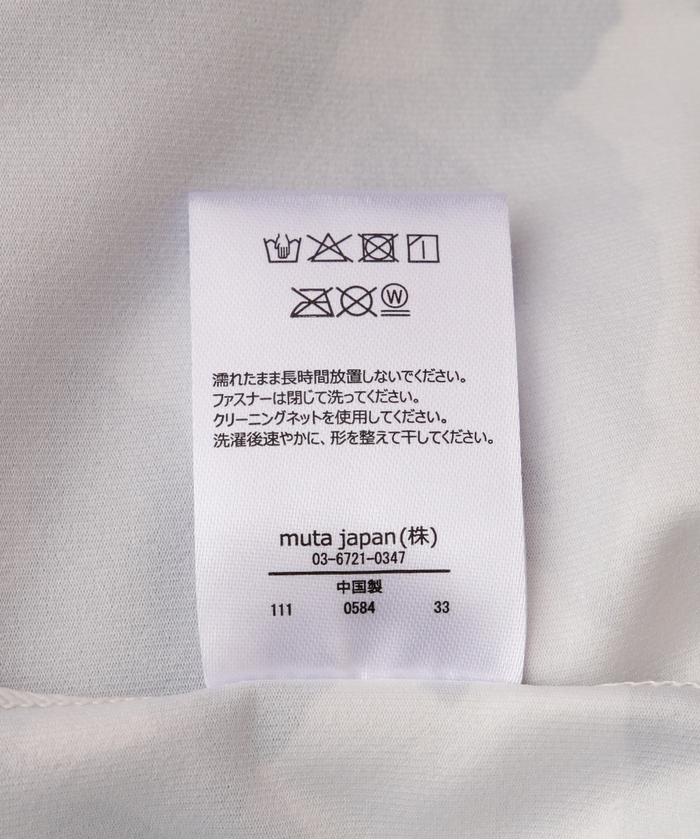 W
濡れたまま長時間放置しないでください。
ファスナーは閉じて洗ってください。
クリーニングネットを使用してください。
洗濯後速やかに、形を整えて干してください。
muta japan(株)
03-6721-0347
中国製
111 0584 33